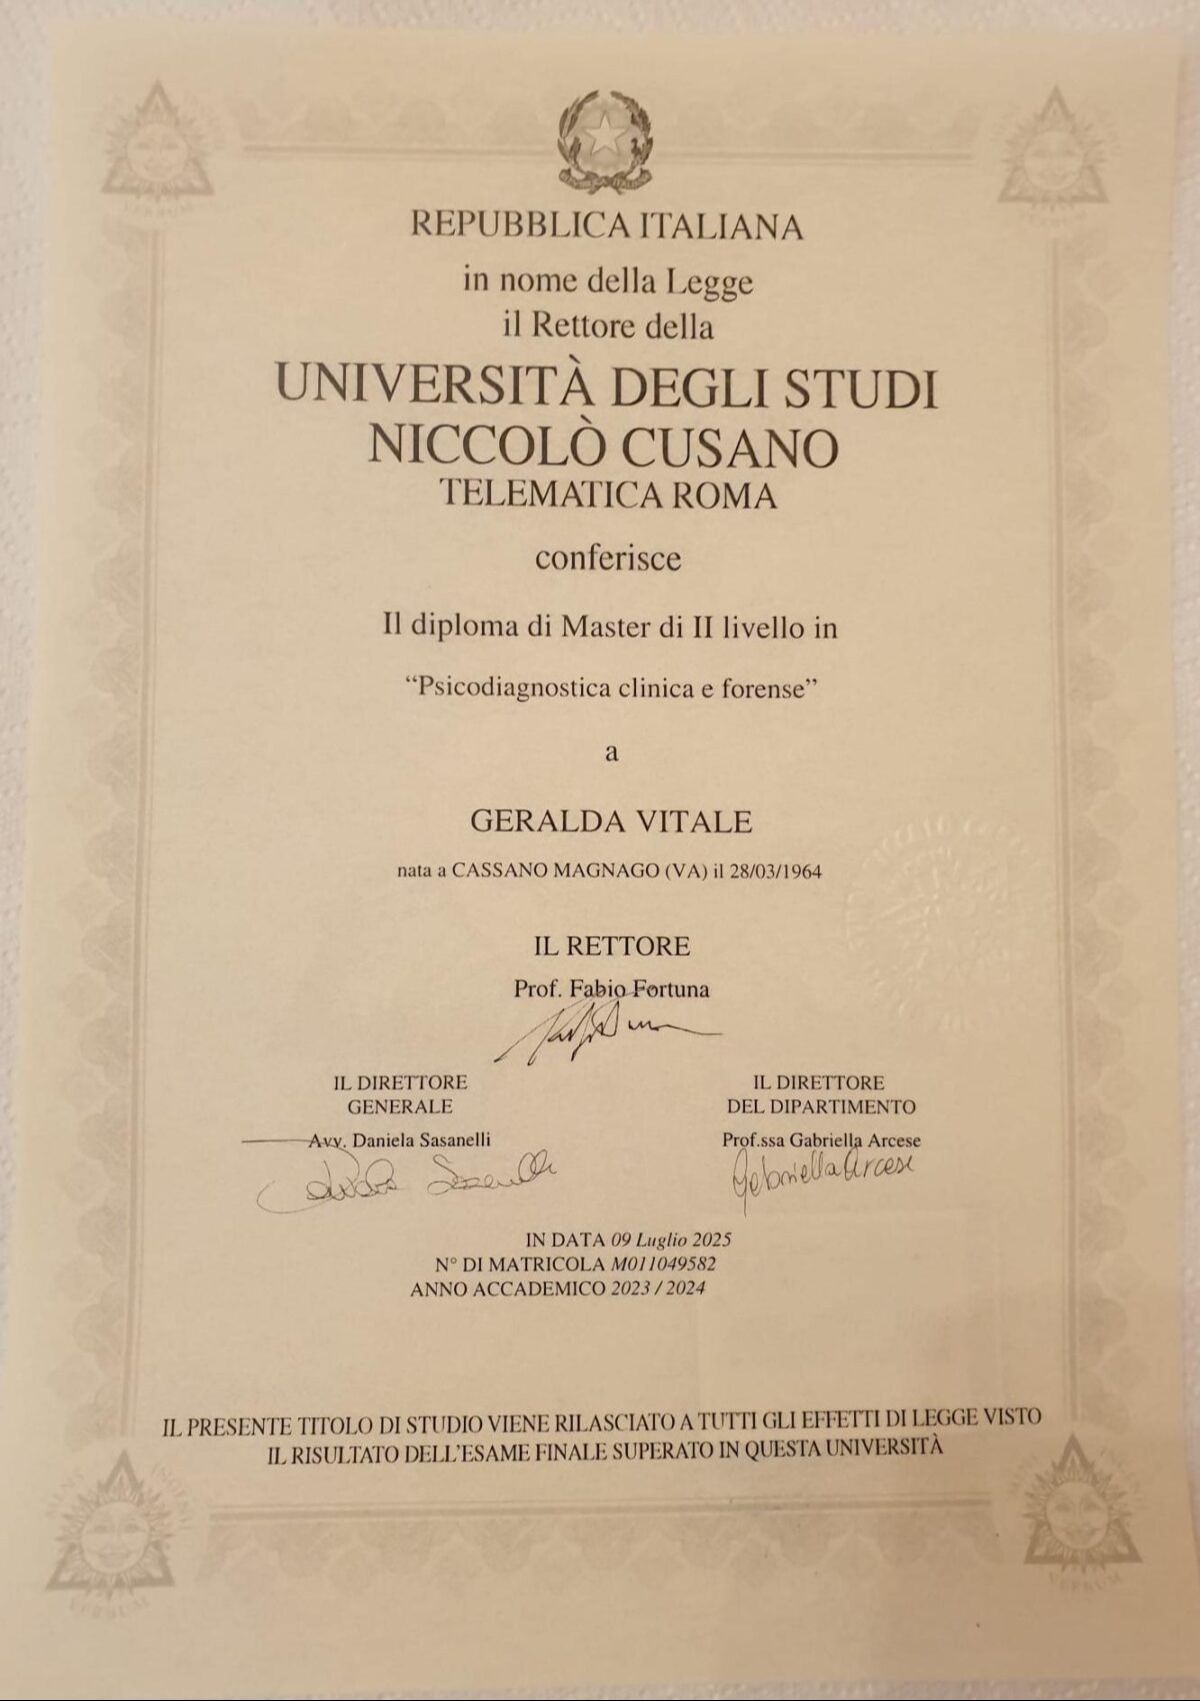 REPUBBLICA ITALIANA
in nome della Legge
il Rettore della
UNIVERSITÀ DEGLI STUDI
NICCOLÒ CUSANO
TELEMATICA ROMA
conferisce
Il diploma di Master di II livello in
“Psicodiagnostica clinica e forense”
a
GERALDA VITALE
nata a CASSANO MAGNAGO (VA) il 28/03/1964
IL RETTORE
Prof. Fabio Fortuna
IL DIRETTORE
GENERALE
Avv. Daniela Sasanelli
Daniela Sasanelli
IL DIRETTORE
DEL DIPARTIMENTO
Prof.ssa Gabriella Arcese
Gabriella Arcese
IN DATA 09 Luglio 2025
N° DI MATRICOLA M011049582
ANNO ACCADEMICO 2023 / 2024
IL PRESENTE TITOLO DI STUDIO VIENE RILASCIATO A TUTTI GLI EFFETTI DI LEGGE VISTO
IL RISULTATO DELL'ESAME FINALE SUPERATO IN QUESTA UNIVERSITÀ